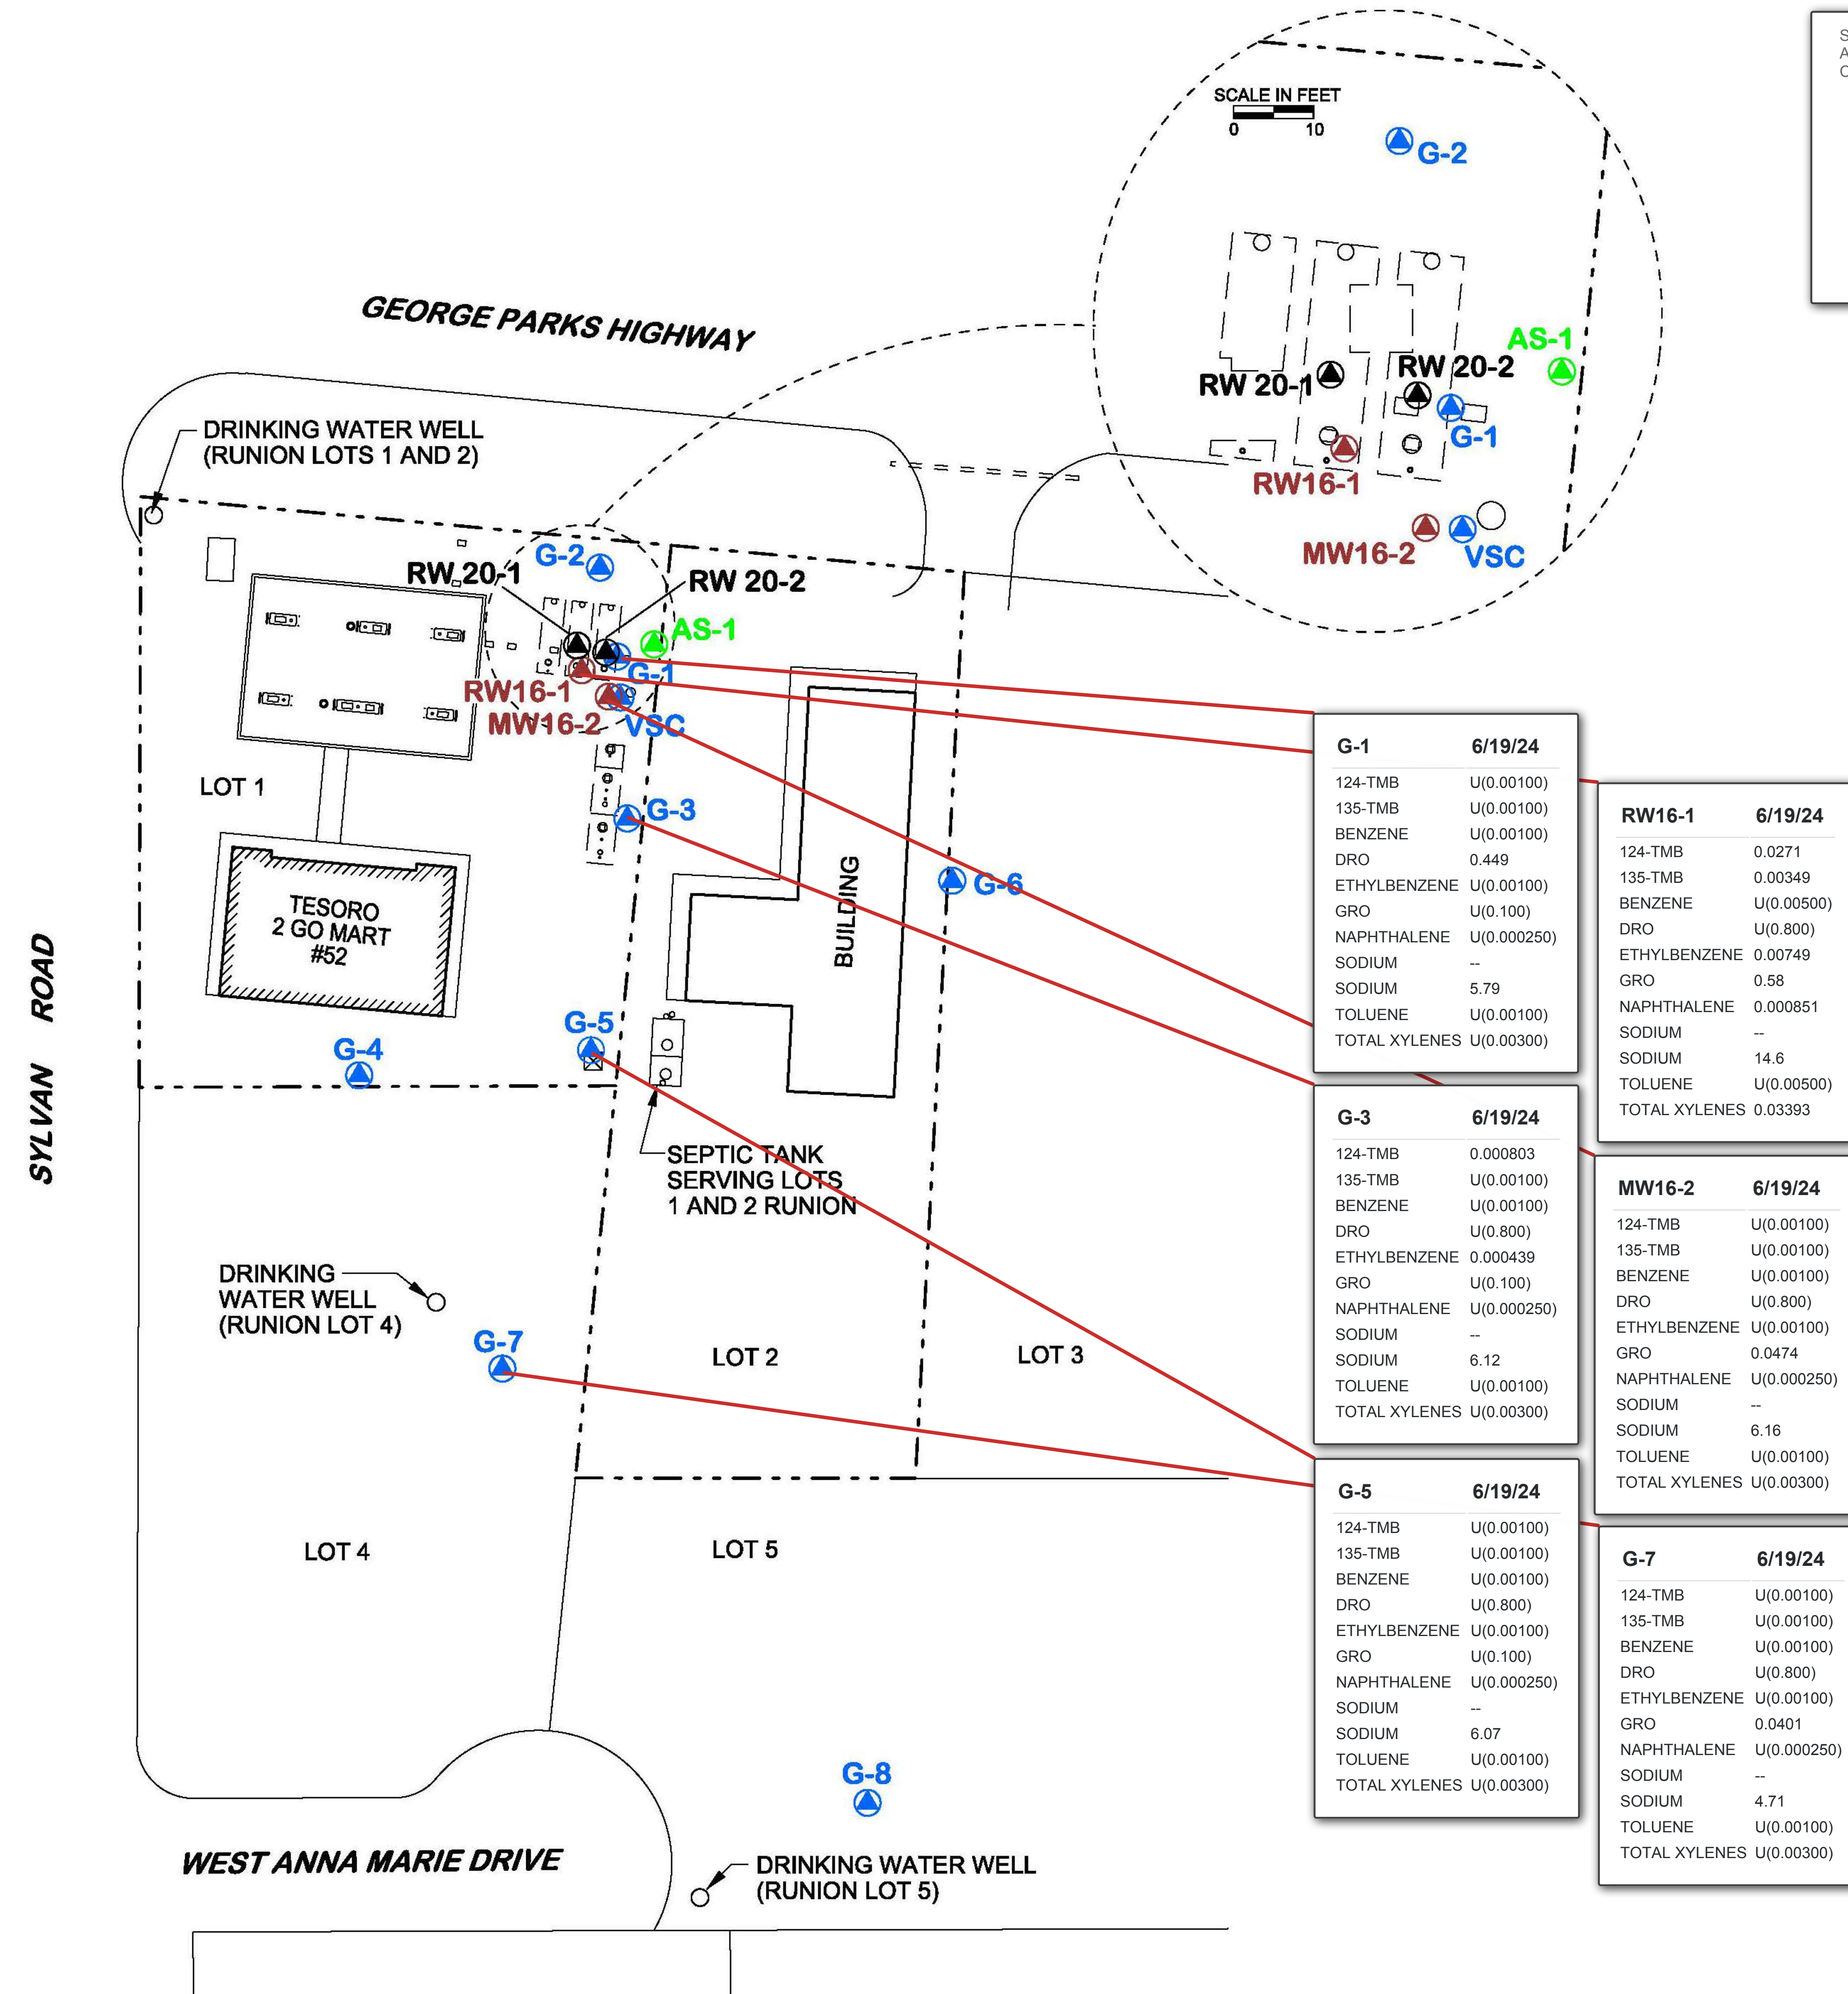 S
A
C
SCALE IN FEET
0 10
G-2
AS-1
RW 20-1
RW 20-2
G-1
RW16-1
MW16-2
VSC
GEORGE PARKS HIGHWAY
DRINKING WATER WELL
(RUNION LOTS 1 AND 2)
G-2
RW 20-1
RW 20-2
AS-1
G-1
RW16-1
MW16-2
VSC
LOT 1
G-3
TESORO
2 GO MART
#52
BUILDING
G-6
SYLVAN ROAD
G-4
G-5
SEPTIC TANK
SERVING LOTS
1 AND 2 RUNION
DRINKING
WATER WELL
(RUNION LOT 4)
G-7
LOT 2
LOT 3
LOT 4
LOT 5
G-8
WEST ANNA MARIE DRIVE
DRINKING WATER WELL
(RUNION LOT 5)
G-1 6/19/24
124-TMB U(0.00100)
135-TMB U(0.00100)
BENZENE U(0.00100)
DRO 0.449
ETHYLBENZENE U(0.00100)
GRO U(0.100)
NAPHTHALENE U(0.000250)
SODIUM --
SODIUM 5.79
TOLUENE U(0.00100)
TOTAL XYLENES U(0.00300)
RW16-1 6/19/24
124-TMB 0.0271
135-TMB 0.00349
BENZENE U(0.00500)
DRO U(0.800)
ETHYLBENZENE 0.00749
GRO 0.58
NAPHTHALENE 0.000851
SODIUM --
SODIUM 14.6
TOLUENE U(0.00500)
TOTAL XYLENES 0.03393
G-3 6/19/24
124-TMB 0.000803
135-TMB U(0.00100)
BENZENE U(0.00100)
DRO U(0.800)
ETHYLBENZENE 0.000439
GRO U(0.100)
NAPHTHALENE U(0.000250)
SODIUM --
SODIUM 6.12
TOLUENE U(0.00100)
TOTAL XYLENES U(0.00300)
MW16-2 6/19/24
124-TMB U(0.00100)
135-TMB U(0.00100)
BENZENE U(0.00100)
DRO U(0.800)
ETHYLBENZENE U(0.00100)
GRO 0.0474
NAPHTHALENE U(0.000250)
SODIUM --
SODIUM 6.16
TOLUENE U(0.00100)
TOTAL XYLENES U(0.00300)
G-5 6/19/24
124-TMB U(0.00100)
135-TMB U(0.00100)
BENZENE U(0.00100)
DRO U(0.800)
ETHYLBENZENE U(0.00100)
GRO U(0.100)
NAPHTHALENE U(0.000250)
SODIUM --
SODIUM 6.07
TOLUENE U(0.00100)
TOTAL XYLENES U(0.00300)
G-7 6/19/24
124-TMB U(0.00100)
135-TMB U(0.00100)
BENZENE U(0.00100)
DRO U(0.800)
ETHYLBENZENE U(0.00100)
GRO 0.0401
NAPHTHALENE U(0.000250)
SODIUM --
SODIUM 4.71
TOLUENE U(0.00100)
TOTAL XYLENES U(0.00300)